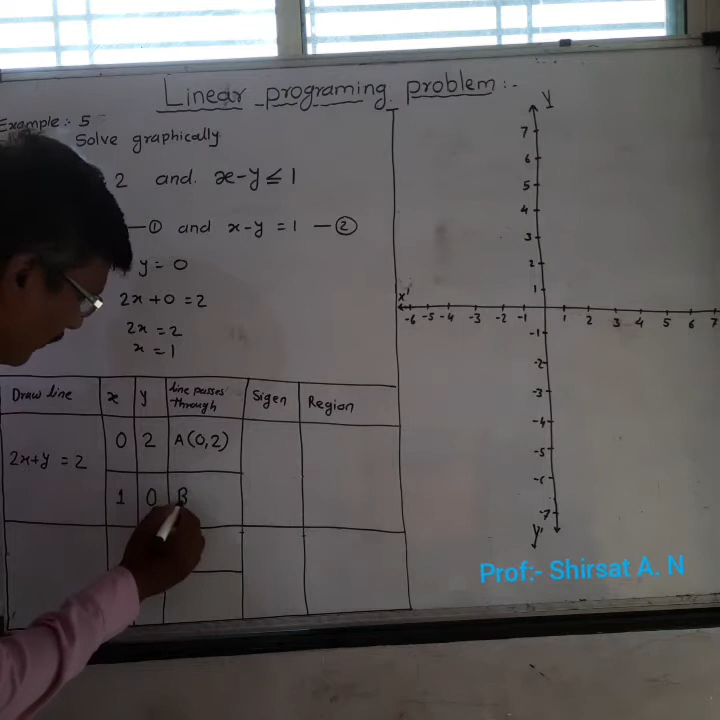 Linear programing problem:-
Example:- 5
Solve graphically
2 and. x-y ≤ 1
—① and x-y = 1 —②
y = 0
2x+0 = 2
2x = 2
x = 1
Draw line x y line passes through Sigen Region
2x+y = 2 0 2 A(0,2)
1 0 B
Y
7
6
5
4
3
2
1
X'
-6 -5 -4 -3 -2 -1 1 2 3 4 5 6 7
-1
-2
-3
-4
-5
-6
-7
Y'
Prof:- Shirsat A. N